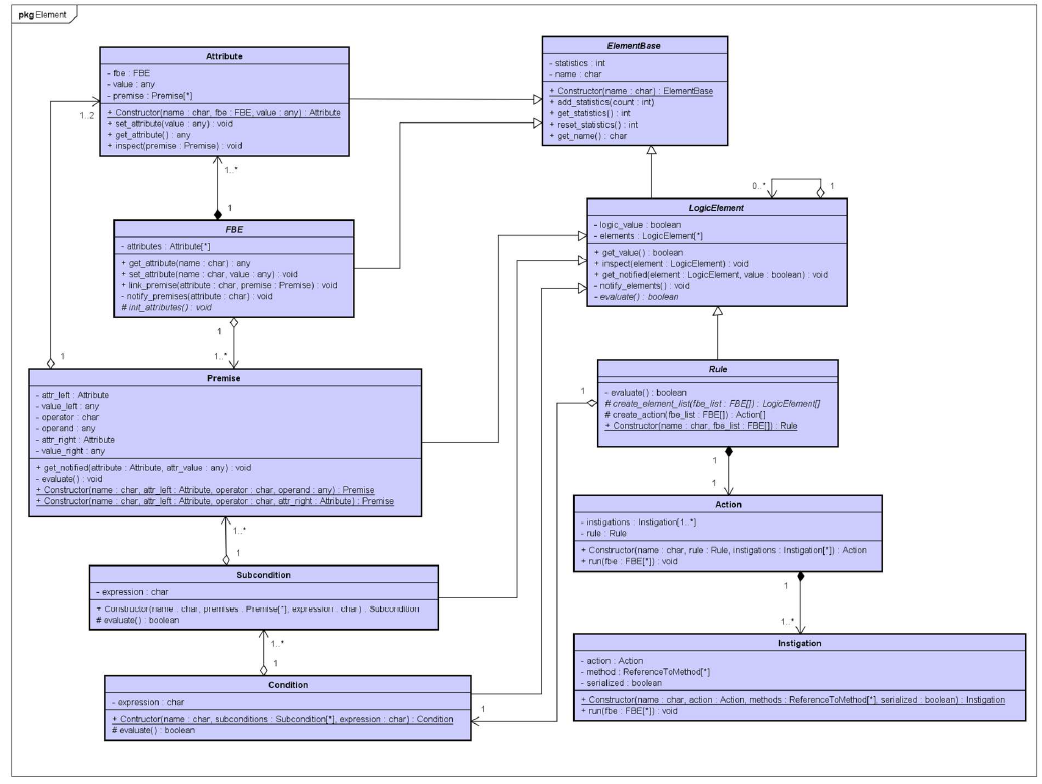 pkg Element
Attribute
- fbe : FBE
- value : any
- premise : Premise[*]
+ Constructor(name : char, fbe : FBE, value : any) : Attribute
+ set_attribute(value : any) : void
+ get_attribute() : any
+ inspect(premise : Premise) : void
iElementBase
- statistics : int
- name : char
+ Constructor(name : char) : ElementBase
+ add_statistics(count : int)
+ get_statistis() : int
+ reset_statistics() : int
+ get_name() : char
1..2
1..*
1
0..*
1
FBE
- attributes : Attribute[*]
+ get_attribute(name : char) : any
+ set_attribute(name : char, value : any) : void
+ link_premise(attribute : char, premise : Premise) : void
- notify_premises(attribute : char) : void
# init_attributes() : void
LogicElement
- logic_value : boolean
- elements : LogicElement[*]
+ get_value() : boolean
+ inspect(element : LogicElement) : void
+ get_notified(element : LogicElement, value : boolean) : void
- notify_elements() : void
- evaluate() : boolean
1
1..*
1
Premise
- attr_left : Attribute
- value_left : any
- operator : char
- operand : any
- attr_right : Attribute
- value_right : any
+ get_notified(attribute : Attribute, attr_value : any) : void
- evaluate() : void
+ Constructor(name : char, attr_left : Attribute, operator : char, operand : any) : Premise
+ Constructor(name : char, attr_left : Attribute, operator : char, attr_right : Attribute) : Premise
1
Rule
- evaluate() : boolean
# create_element_list(fbe_list : FBE[]) : LogicElement[]
# create_action(fbe_list : FBE[]) : Action[]
+ Constructor(name : char, fbe_list : FBE[]) : Rule
1
1
Action
- instigations : Instigation[1..*]
- rule : Rule
+ Constructor(name : char, rule : Rule, instigations : Instigation[*]) : Action
+ run(fbe : FBE[*]) : void
1..*
1
Subcondition
- expression : char
+ Constructor(name : char, premises : Premise[*], expression : char) : Subcondition
# evaluate() : boolean
1
1..*
1..*
1
Instigation
- action : Action
- method : ReferenceToMethod[*]
- serialized : boolean
+ Constructor(name : char, action : Action, methods : ReferenceToMethod[*], serialized : boolean) : Instigation
+ run(fbe : FBE[*]) : void
Condition
- expression : char
+ Contructor(name : char, subconditions : Subcondition[*], expression : char) : Condition
# evaluate() : boolean
1